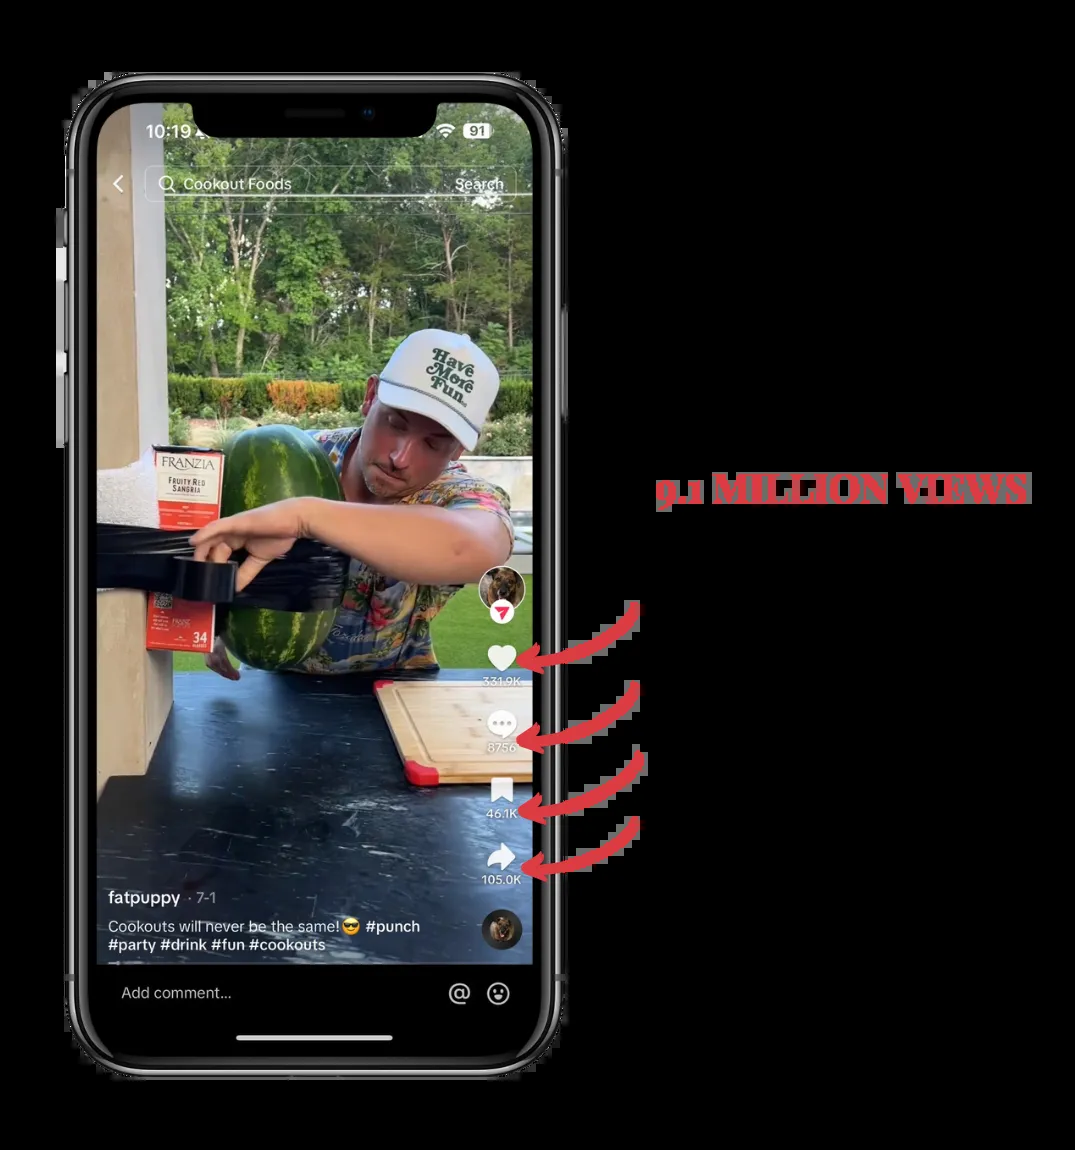 10:19
91
Cookout Foods
Search
Have
More
Fun.
FRANZIA
FRUITY RED
SANGRIA
34
9.1 MILLION VIEWS
331.9K
8756
46.1K
105.0K
fatpuppy · 7-1
Cookouts will never be the same!😎 #punch
#party #drink #fun #cookouts
Add comment...